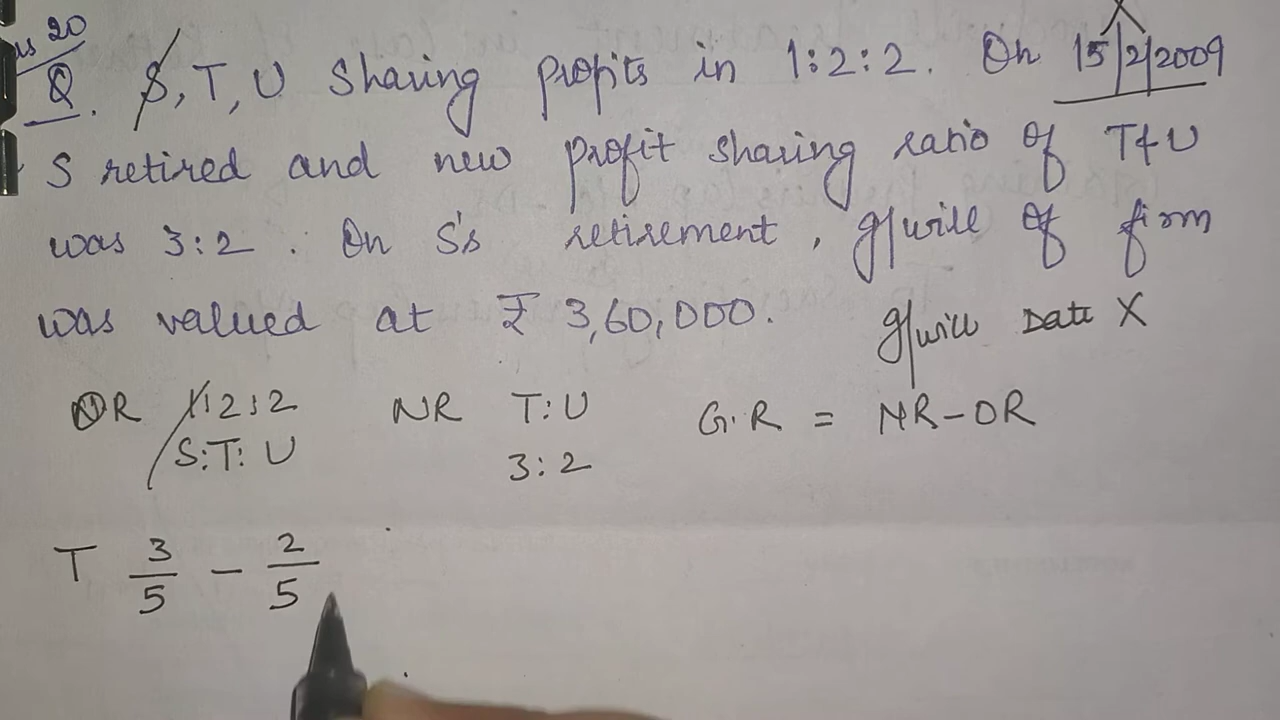 20
Q. S, T, U sharing profits in 1:2:2. On 15/2/2009
S retired and new profit sharing ratio of T & U
was 3:2. On S's retirement, g/will of firm
was valued at ₹ 3,60,000. g/will Date X
OR 1:2:2 NR T:U G.R = NR-OR
S:T:U 3:2
T 3/5 - 2/5